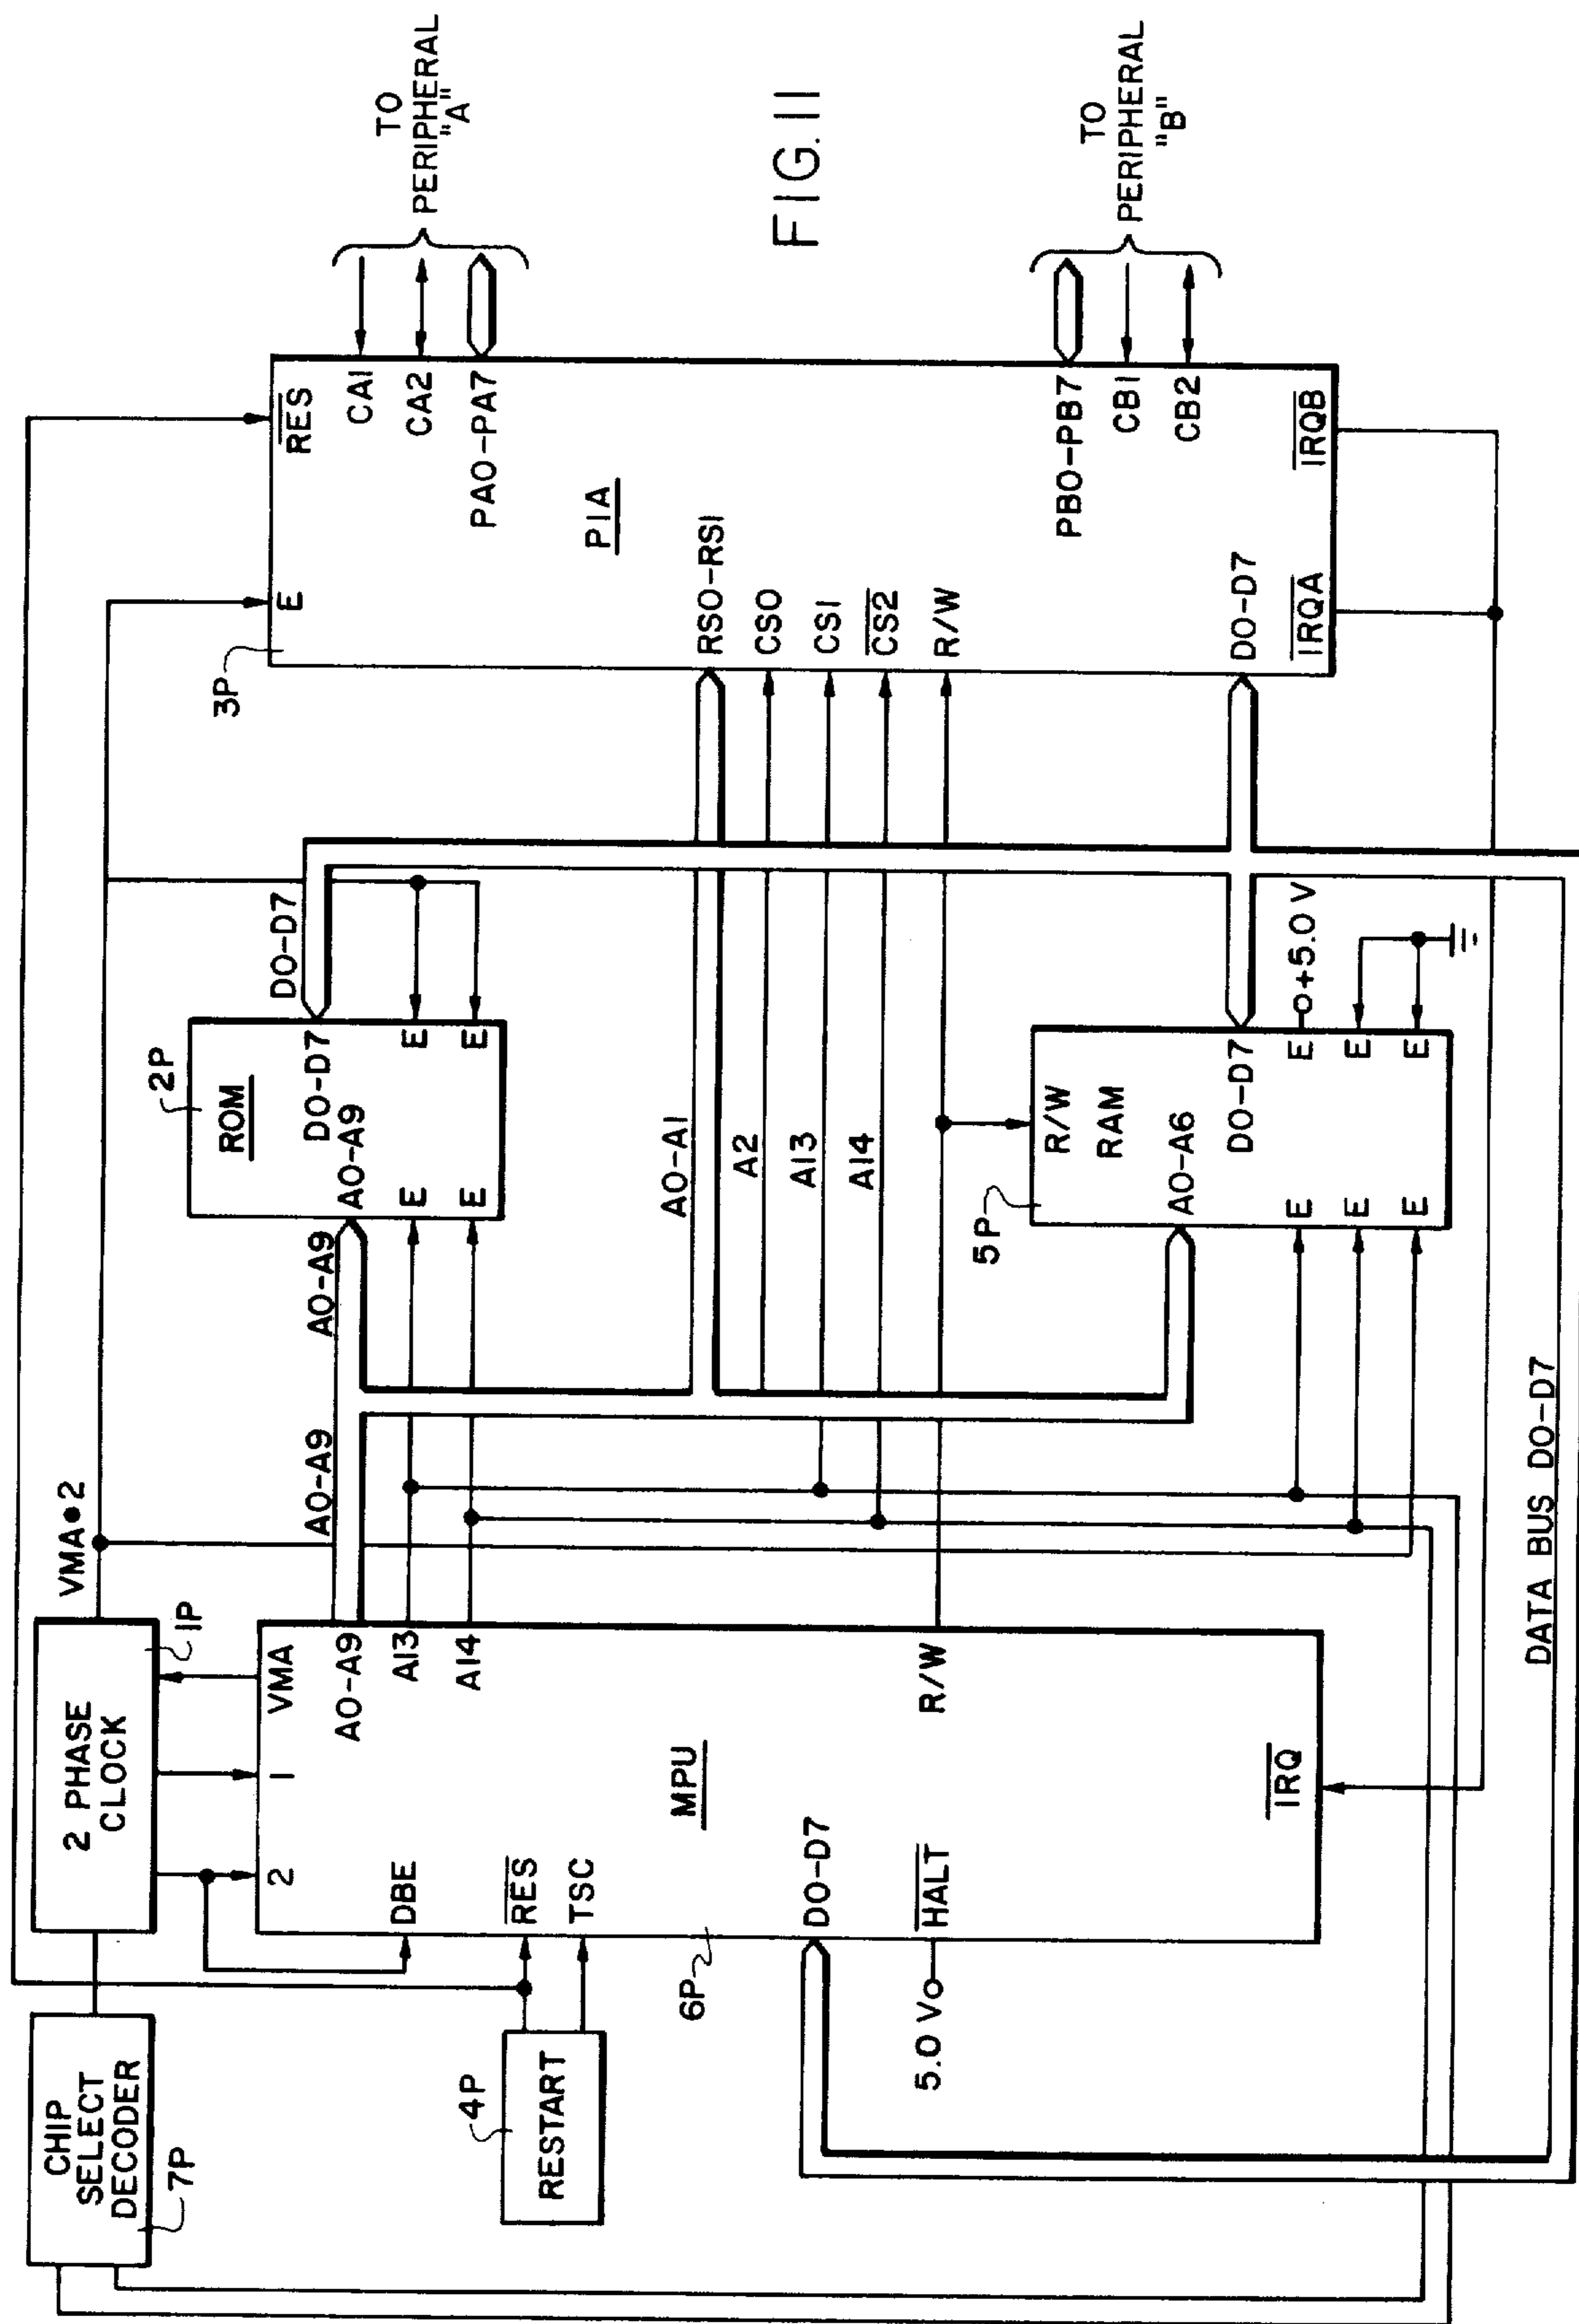 CHIP
SELECT
DECODER
7P
2 PHASE
CLOCK
1P
VMA•2
4P
RESTART
2
1
VMA
A0-A9
A13
A14
DBE
RES
TSC
MPU
6P
D0-D7
HALT
5.0 V
R/W
IRQ
A0-A9
A0-A9
2P
ROM
D0-D7
A0-A9
E
E
E
E
D0-D7
A0-A1
A2
A13
A14
5P
R/W
RAM
A0-A6
D0-D7
E
E
E
E
E
E
+5.0 V
DATA BUS D0-D7
3P
E
RES
CA1
CA2
PA0-PA7
PIA
RS0-RS1
CS0
CS1
CS2
R/W
D0-D7
PB0-PB7
CB1
CB2
IRQA
IRQB
TO
PERIPHERAL
"A"
TO
PERIPHERAL
"B"
FIG. 11